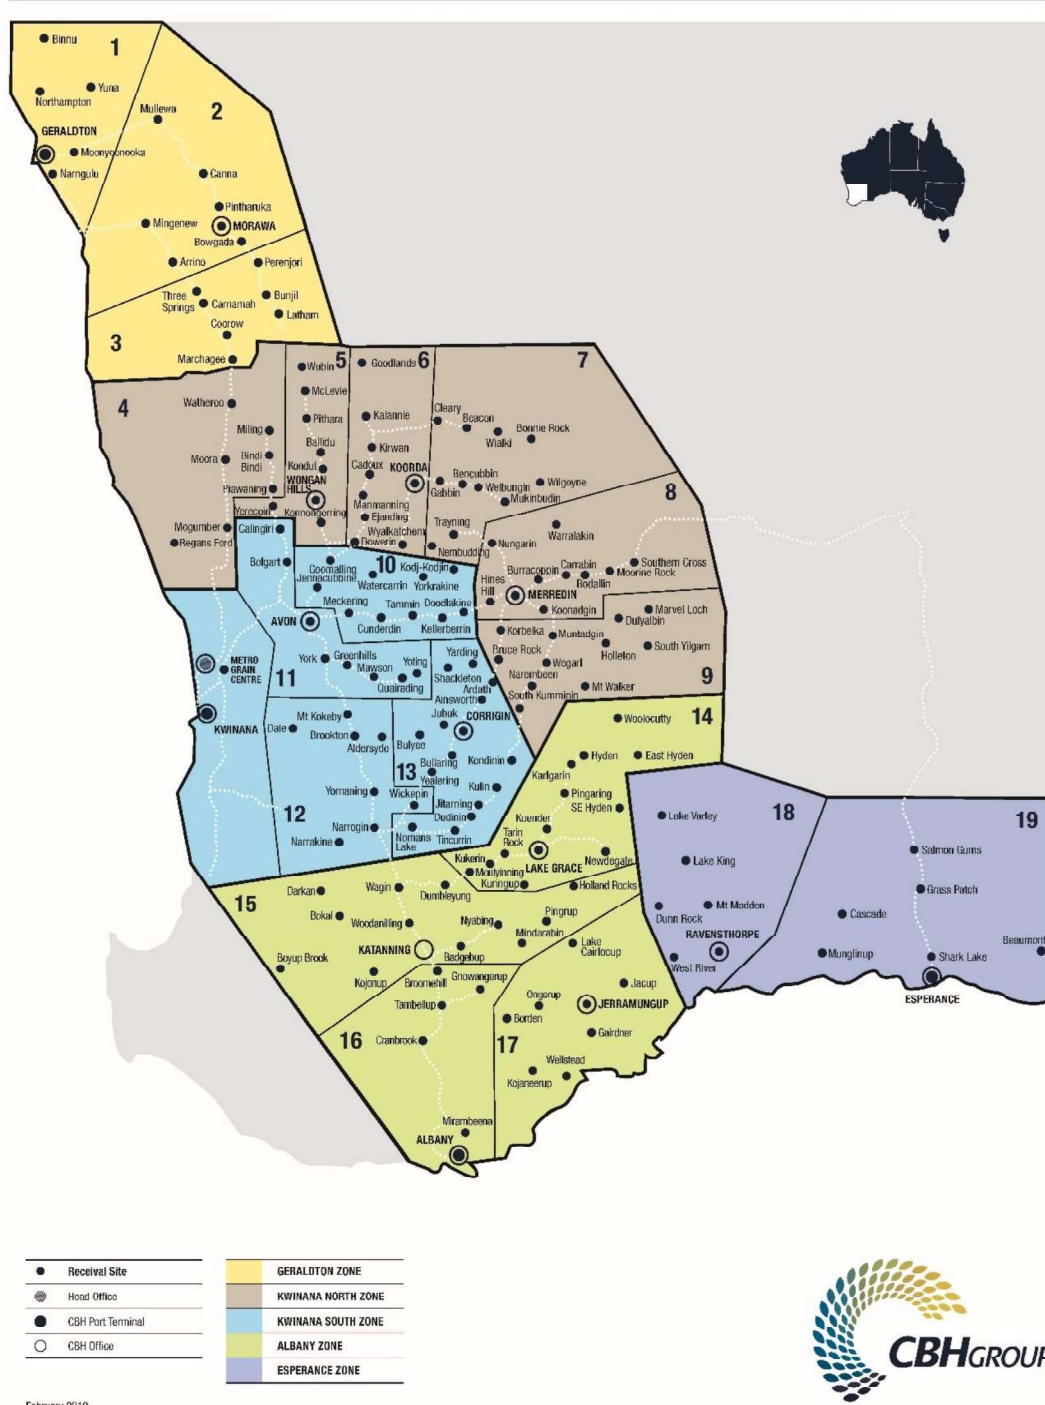 Binnu
1
Northampton
Yuna
GERALDTON
Moonyoonooka
Narngulu
Mullewa
2
Canna
Pintharuka
MORAWA
Mingenew
Bowgada
Arrino
Perenjori
Three
Springs
Carnamah
Bunjil
Latham
Coorow
3
Marchagee
4
Watheroo
Miling
Moora
Bindi
Bindi
Piawaning
Yerecoin
Mogumber
Regans Ford
Calingiri
5
Wubin
McLevie
Pithara
Ballidu
Kondut
WONGAN
HILLS
Konnongorring
6
Goodlands
Kalannie
Kirwan
Cadoux
KOORDA
Manmanning
Ejanding
Wyalkatchem
Dowerin
7
Cleary
Beacon
Wialki
Bonnie Rock
Gabbin
Bencubbin
Welbungin
Wilgoyne
Mukinbudin
Trayning
Nembudding
8
Nungarin
Warralakin
Southern Cross
Burracoppin
Carrabin
Bodallin
Moorine Rock
Hines
Hill
MERREDIN
Koonadgin
9
Marvel Loch
Dulyalbin
Korbelka
Muntadgin
Holleton
South Yilgarn
Bruce Rock
Wogarl
Narembeen
Mt Walker
South Kumminin
Bolgart
10
Goomalling
Jennacubbine
Watercarrin
Kodj-Kodjin
Yorkrakine
Meckering
Tammin
Doodlakine
Cunderdin
Kellerberrin
AVON
11
York
Greenhills
Mawson
Yoting
Quairading
Yarding
Shackleton
Ardath
Ainsworth
Jubuk
CORRIGIN
METRO
GRAIN
CENTRE
KWINANA
12
Mt Kokeby
Dale
Brookton
Aldersyde
Yornaning
Narrogin
Narrakine
13
Bulyee
Bullaring
Yealering
Kondinin
Wickepin
Kulin
Jitarning
Dudinin
Nomans
Lake
Tincurrin
14
Woolocutty
Hyden
East Hyden
Karlgarin
Pingaring
SE Hyden
Kuender
Tarin
Rock
LAKE GRACE
Newdegate
Kukerin
Moulyinning
Kuringup
Holland Rocks
15
Darkan
Wagin
Dumbleyung
Bokal
Woodanilling
Nyabing
Pingrup
Mindarabin
KATANNING
Badgebup
Boyup Brook
Kojonup
16
Broomehill
Gnowangerup
Tambellup
Cranbrook
Mirambeena
ALBANY
17
Lake
Cairlocup
Jacup
Ongerup
JERRAMUNGUP
Borden
Gairdner
Wellstead
Kojaneerup
18
Lake Varley
Lake King
Mt Madden
Dunn Rock
RAVENSTHORPE
West River
19
Salmon Gums
Grass Patch
Cascade
Beaumont
Munglinup
Shark Lake
ESPERANCE
Receival Site
Head Office
CBH Port Terminal
CBH Office
GERALDTON ZONE
KWINANA NORTH ZONE
KWINANA SOUTH ZONE
ALBANY ZONE
ESPERANCE ZONE
CBHGROUP